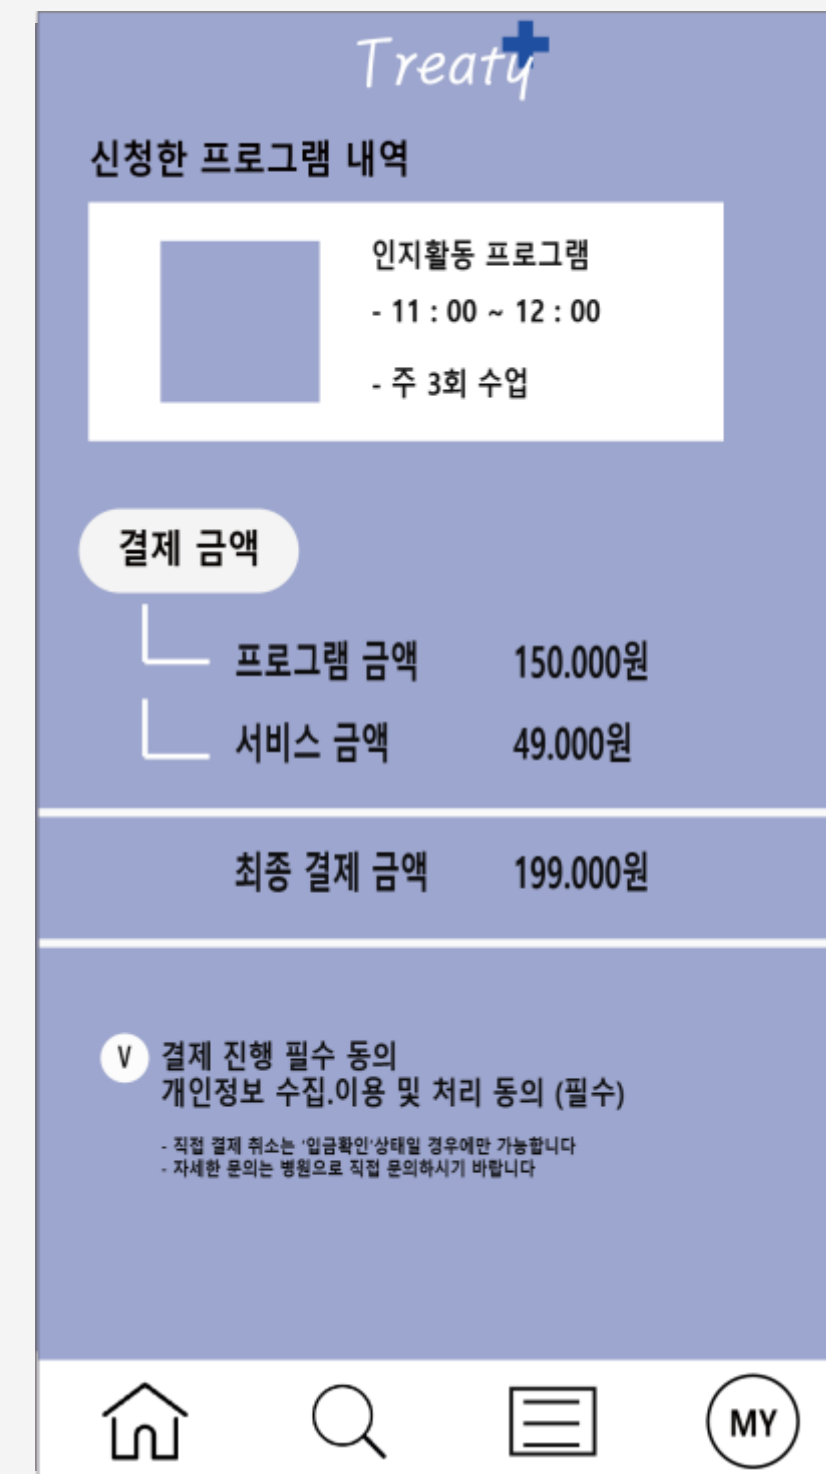 Treaty
신청한 프로그램 내역
인지활동 프로그램
- 11 : 00 ~ 12 : 00
- 주 3회 수업
결제 금액
프로그램 금액 150.000원
서비스 금액 49.000원
최종 결제 금액 199.000원
V 결제 진행 필수 동의
개인정보 수집.이용 및 처리 동의 (필수)
- 직접 결제 취소는 '입금확인'상태일 경우에만 가능합니다
- 자세한 문의는 병원으로 직접 문의하시기 바랍니다
MY